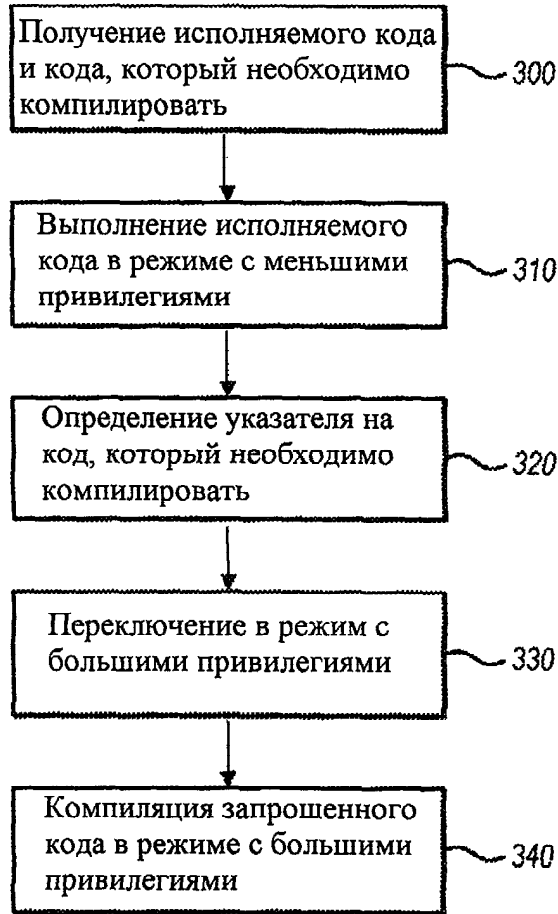 Получение исполняемого кода
и кода, который необходимо
компилировать
300
Выполнение исполняемого
кода в режиме с меньшими
привилегиями
310
Определение указателя на
код, который необходимо
компилировать
320
Переключение в режим с
большими привилегиями
330
Компиляция запрошенного
кода в режиме с большими
привилегиями
340